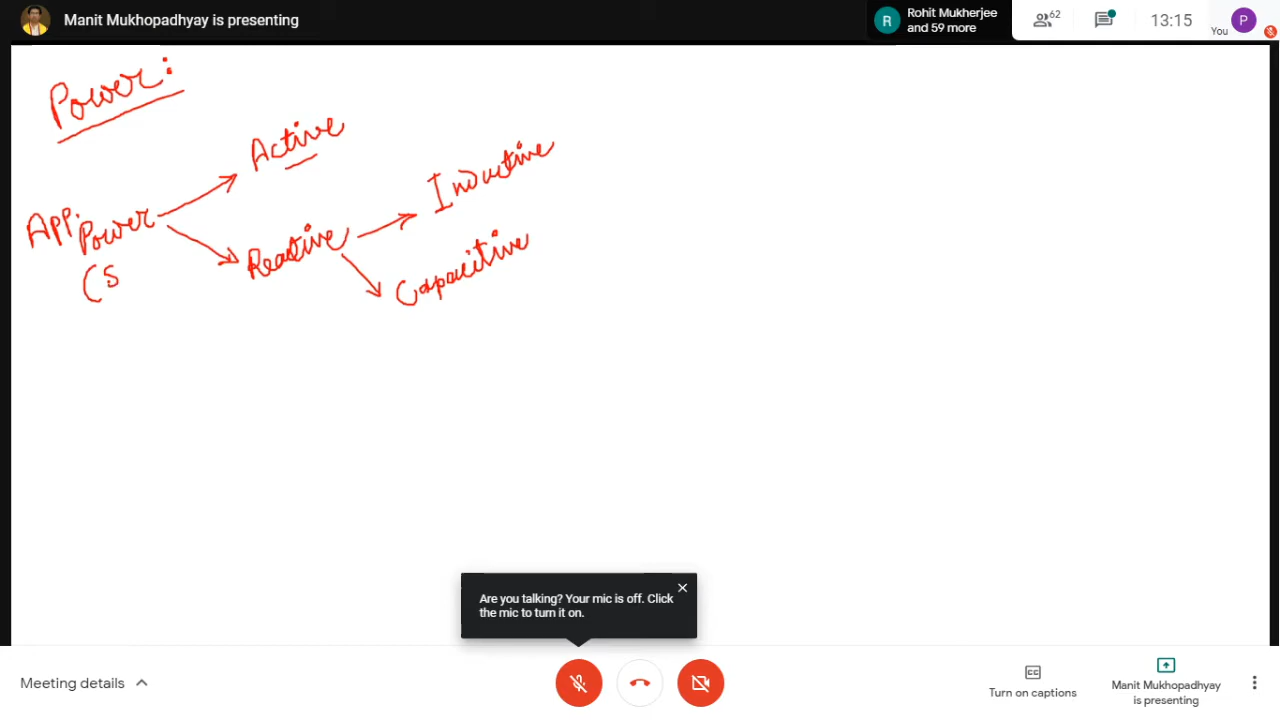 Manit Mukhopadhyay is presenting
Rohit Mukherjee
and 59 more
R
62
13:15
You
P
Power:
Active
Inductive
App. Power
Reactive
Capacitive
(S
Are you talking? Your mic is off. Click
the mic to turn it on.
Meeting details
CC
Turn on captions
Manit Mukhopadhyay
is presenting